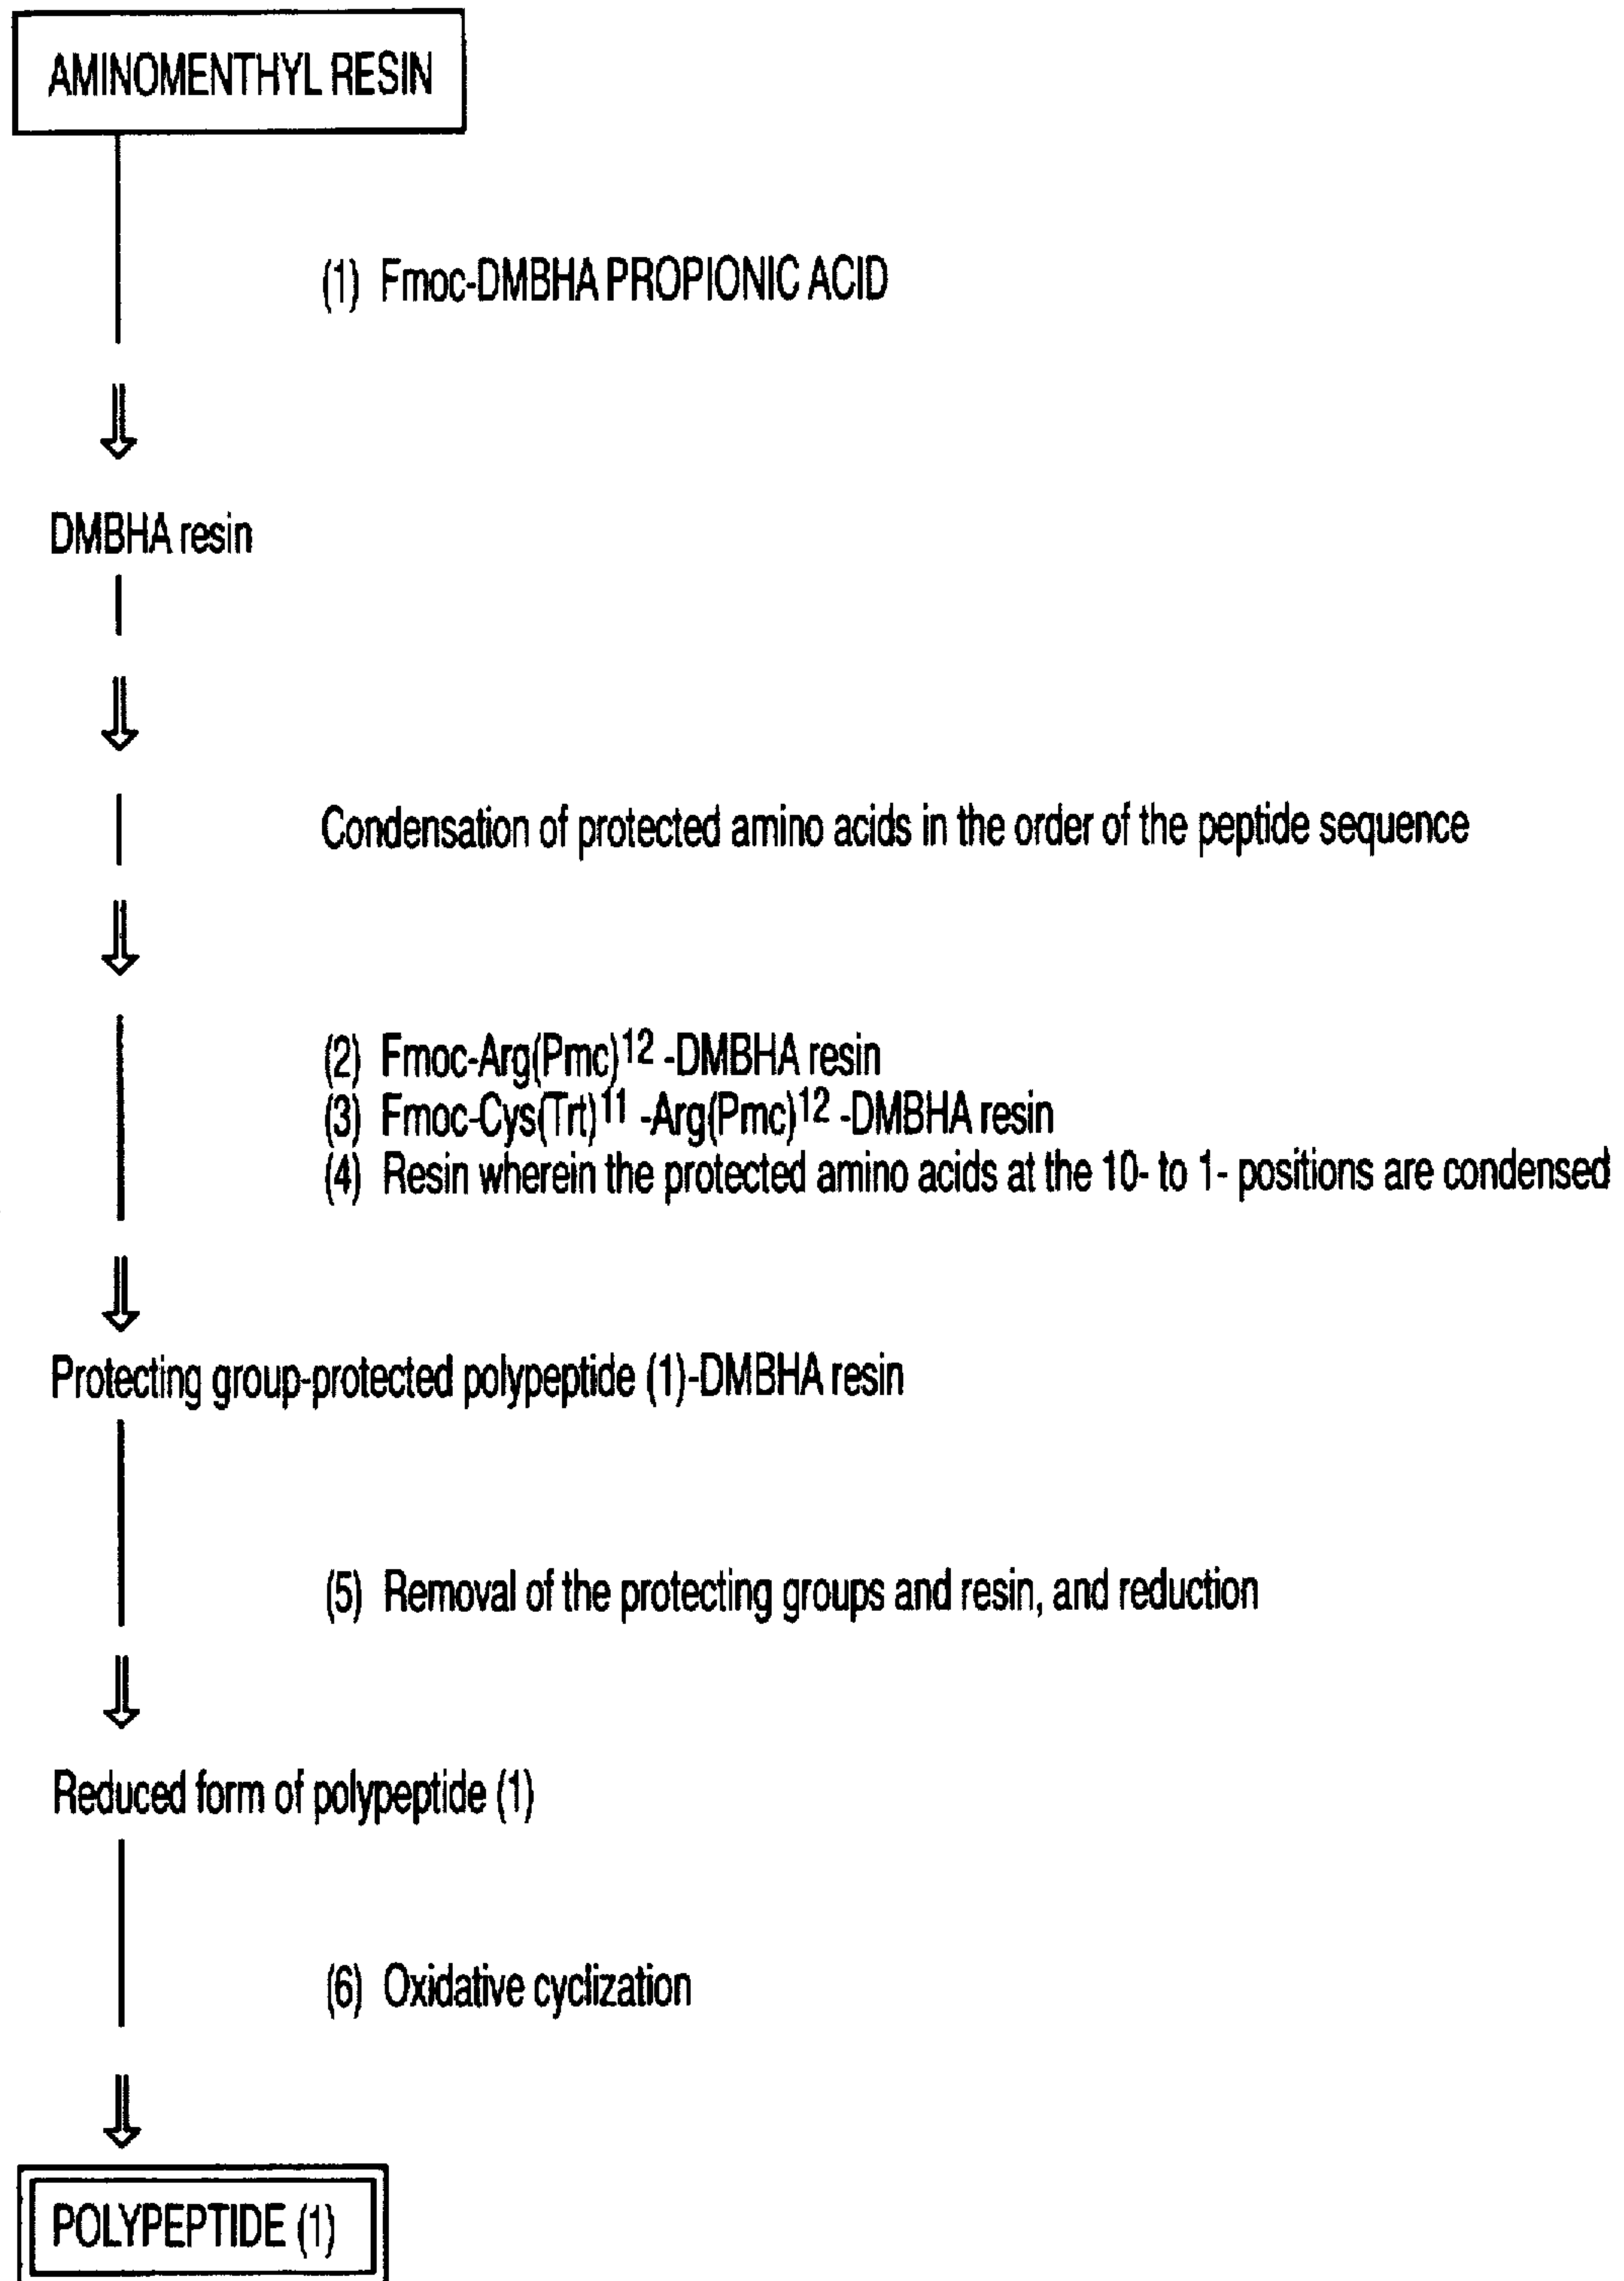 AMINOMENTHYL RESIN
(1) Fmoc-DMBHA PROPIONIC ACID
DMBHA resin
Condensation of protected amino acids in the order of the peptide sequence
(2) Fmoc-Arg(Pmc)12 -DMBHA resin
(3) Fmoc-Cys(Trt)11 -Arg(Pmc)12 -DMBHA resin
(4) Resin wherein the protected amino acids at the 10- to 1- positions are condensed
Protecting group-protected polypeptide (1)-DMBHA resin
(5) Removal of the protecting groups and resin, and reduction
Reduced form of polypeptide (1)
(6) Oxidative cyclization
POLYPEPTIDE (1)